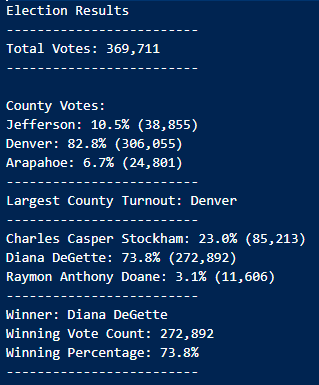 Election Results
-------------------------
Total Votes: 369,711
-------------------------
County Votes:
Jefferson: 10.5% (38,855)
Denver: 82.8% (306,055)
Arapahoe: 6.7% (24,801)
-------------------------
Largest County Turnout: Denver
-------------------------
Charles Casper Stockham: 23.0% (85,213)
Diana DeGette: 73.8% (272,892)
Raymon Anthony Doane: 3.1% (11,606)
-------------------------
Winner: Diana DeGette
Winning Vote Count: 272,892
Winning Percentage: 73.8%
-------------------------